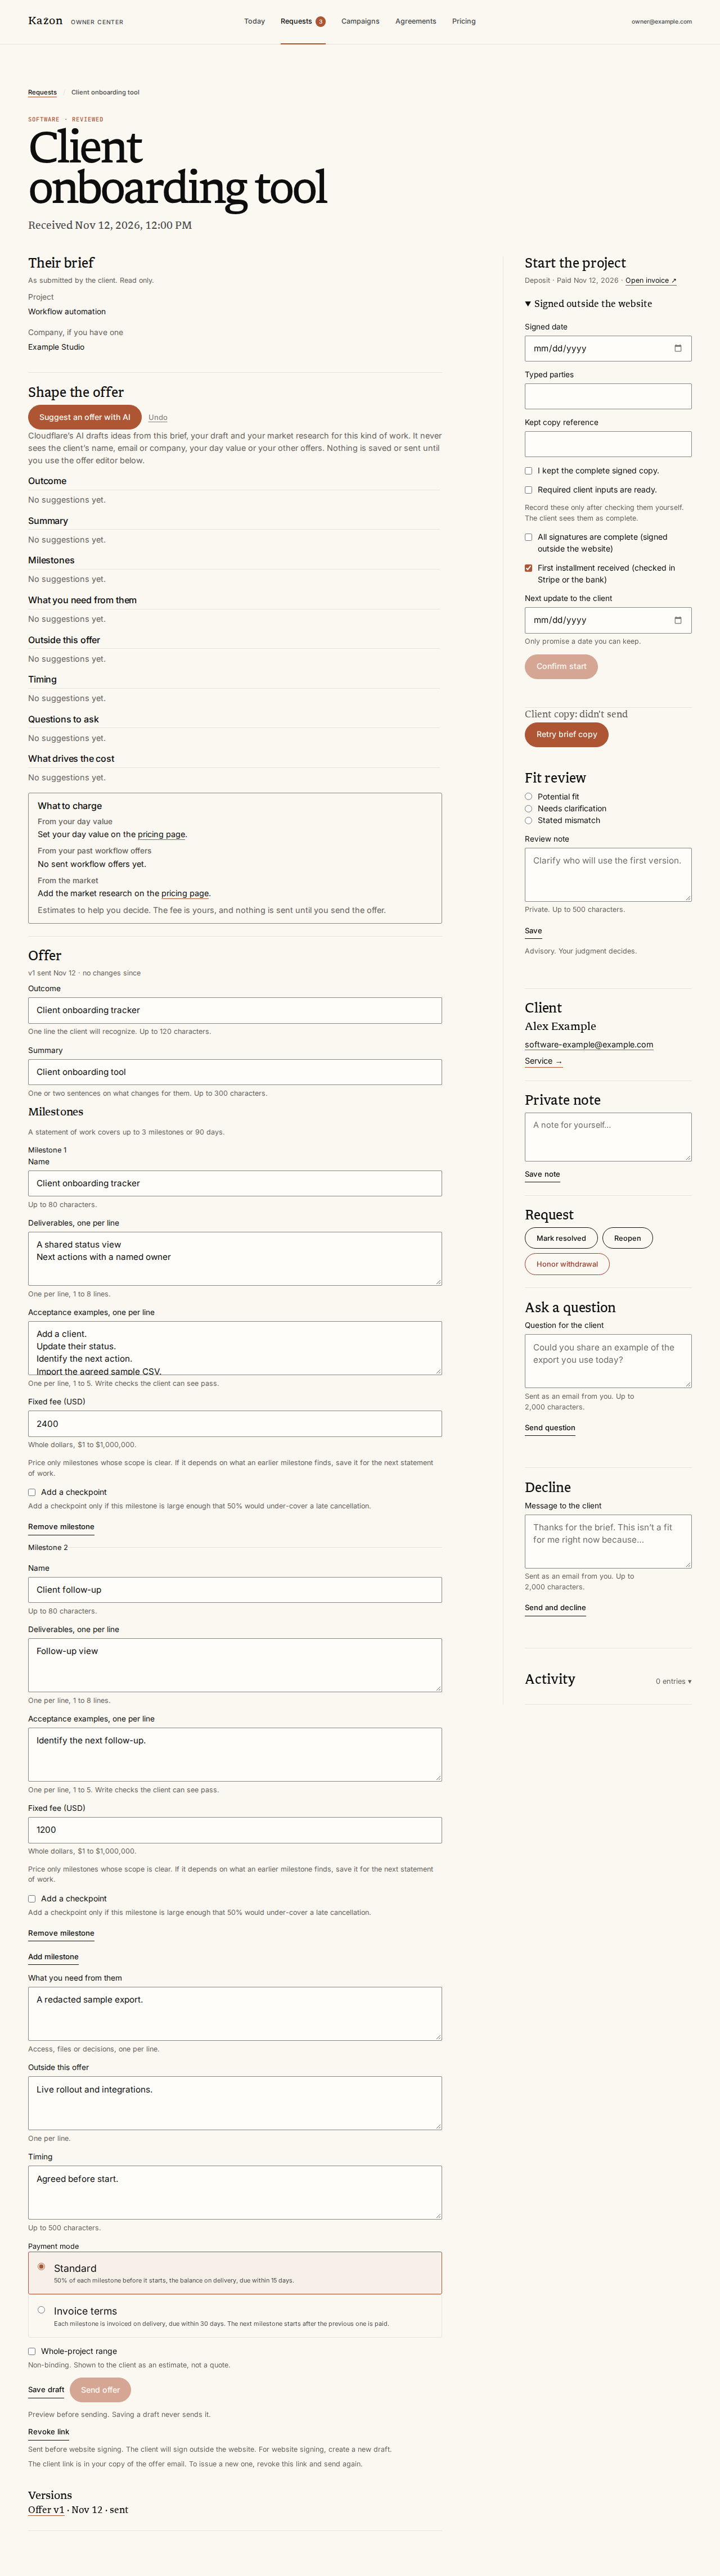 Kazon OWNER CENTER
Today
Requests 3
Campaigns
Agreements
Pricing
owner@example.com
Requests / Client onboarding tool
SOFTWARE · REVIEWED
Client
onboarding tool
Received Nov 12, 2026, 12:00 PM
Their brief
As submitted by the client. Read only.
Project
Workflow automation
Company, if you have one
Example Studio
Shape the offer
Suggest an offer with AI
Undo
Cloudflare's AI drafts ideas from this brief, your draft and your market research for this kind of work. It never
sees the client's name, email or company, your day value or your other offers. Nothing is saved or sent until
you use the offer editor below.
Outcome
No suggestions yet.
Summary
No suggestions yet.
Milestones
No suggestions yet.
What you need from them
No suggestions yet.
Outside this offer
No suggestions yet.
Timing
No suggestions yet.
Questions to ask
No suggestions yet.
What drives the cost
No suggestions yet.
What to charge
From your day value
Set your day value on the pricing page.
From your past workflow offers
No sent workflow offers yet.
From the market
Add the market research on the pricing page.
Estimates to help you decide. The fee is yours, and nothing is sent until you send the offer.
Offer
v1 sent Nov 12 · no changes since
Outcome
Client onboarding tracker
One line the client will recognize. Up to 120 characters.
Summary
Client onboarding tool
One or two sentences on what changes for them. Up to 300 characters.
Milestones
A statement of work covers up to 3 milestones or 90 days.
Milestone 1
Name
Client onboarding tracker
Up to 80 characters.
Deliverables, one per line
A shared status view
Next actions with a named owner
One per line, 1 to 8 lines.
Acceptance examples, one per line
Add a client.
Update their status.
Identify the next action.
Import the agreed sample CSV.
One per line, 1 to 5. Write checks the client can see pass.
Fixed fee (USD)
2400
Whole dollars, $1 to $1,000,000.
Price only milestones whose scope is clear. If it depends on what an earlier milestone finds, save it for the next statement
of work.
Add a checkpoint
Add a checkpoint only if this milestone is large enough that 50% would under-cover a late cancellation.
Remove milestone
Milestone 2
Name
Client follow-up
Up to 80 characters.
Deliverables, one per line
Follow-up view
One per line, 1 to 8 lines.
Acceptance examples, one per line
Identify the next follow-up.
One per line, 1 to 5. Write checks the client can see pass.
Fixed fee (USD)
1200
Whole dollars, $1 to $1,000,000.
Price only milestones whose scope is clear. If it depends on what an earlier milestone finds, save it for the next statement
of work.
Add a checkpoint
Add a checkpoint only if this milestone is large enough that 50% would under-cover a late cancellation.
Remove milestone
Add milestone
What you need from them
A redacted sample export.
Access, files or decisions, one per line.
Outside this offer
Live rollout and integrations.
One per line.
Timing
Agreed before start.
Up to 500 characters.
Payment mode
Standard
50% of each milestone before it starts, the balance on delivery, due within 15 days.
Invoice terms
Each milestone is invoiced on delivery, due within 30 days. The next milestone starts after the previous one is paid.
Whole-project range
Non-binding. Shown to the client as an estimate, not a quote.
Save draft
Send offer
Preview before sending. Saving a draft never sends it.
Revoke link
Sent before website signing. The client will sign outside the website. For website signing, create a new draft.
The client link is in your copy of the offer email. To issue a new one, revoke this link and send again.
Versions
Offer v1 · Nov 12 · sent
Start the project
Deposit · Paid Nov 12, 2026 · Open invoice ↗
▼ Signed outside the website
Signed date
mm/dd/yyyy
Typed parties
Kept copy reference
I kept the complete signed copy.
Required client inputs are ready.
Record these only after checking them yourself.
The client sees them as complete.
All signatures are complete (signed
outside the website)
First installment received (checked in
Stripe or the bank)
Next update to the client
mm/dd/yyyy
Only promise a date you can keep.
Confirm start
Client copy: didn't send
Retry brief copy
Fit review
Potential fit
Needs clarification
Stated mismatch
Review note
Clarify who will use the first version.
Private. Up to 500 characters.
Save
Advisory. Your judgment decides.
Client
Alex Example
software-example@example.com
Service →
Private note
A note for yourself...
Save note
Request
Mark resolved
Reopen
Honor withdrawal
Ask a question
Question for the client
Could you share an example of the
export you use today?
Sent as an email from you. Up to
2,000 characters.
Send question
Decline
Message to the client
Thanks for the brief. This isn't a fit
for me right now because...
Sent as an email from you. Up to
2,000 characters.
Send and decline
Activity
0 entries ▾